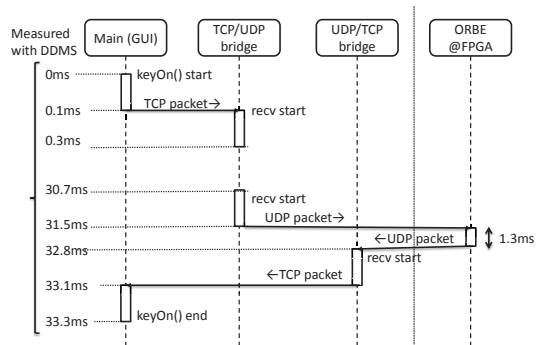 Measured
with DDMS
Main (GUI)
TCP/UDP
bridge
UDP/TCP
bridge
ORBE
@FPGA
0ms
keyOn() start
TCP packet→
0.1ms
recv start
0.3ms
30.7ms
recv start
UDP packet→
31.5ms
←UDP packet
1.3ms
32.8ms
recv start
←TCP packet
33.1ms
33.3ms
keyOn() end